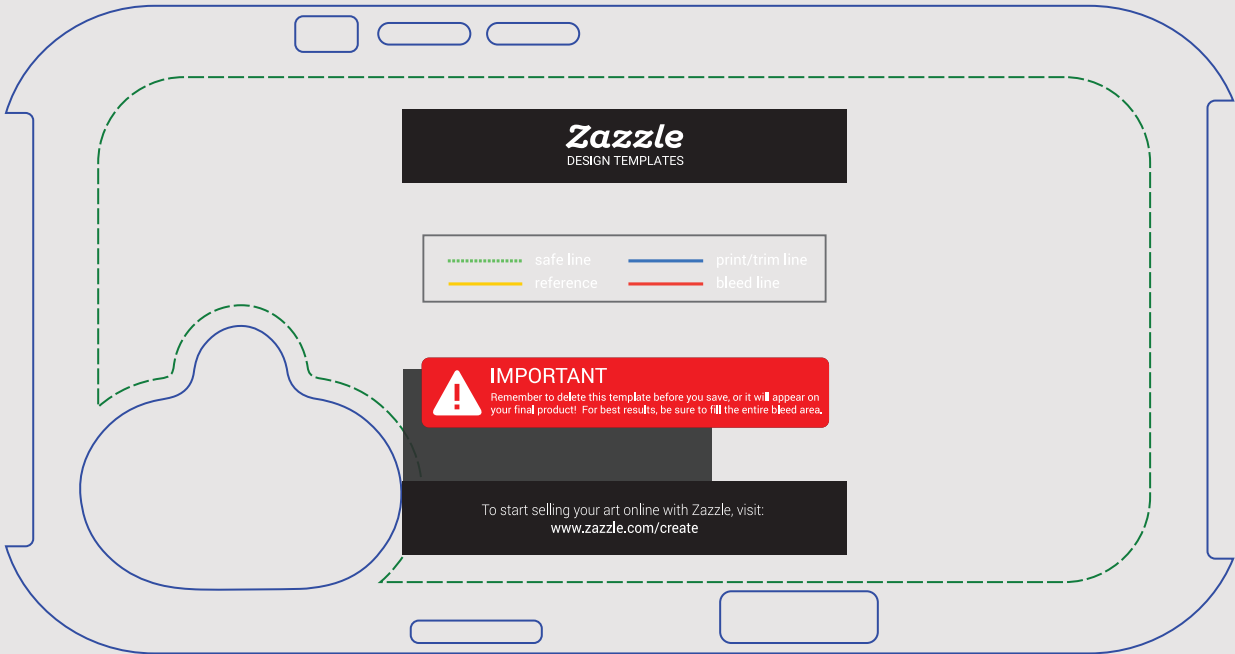 Zazzle
DESIGN TEMPLATES
safe line
print/trim line
reference
bleed line
IMPORTANT
Remember to delete this template before you save, or it will appear on
your final product! For best results, be sure to fill the entire bleed area.
To start selling your art online with Zazzle, visit:
www.zazzle.com/create